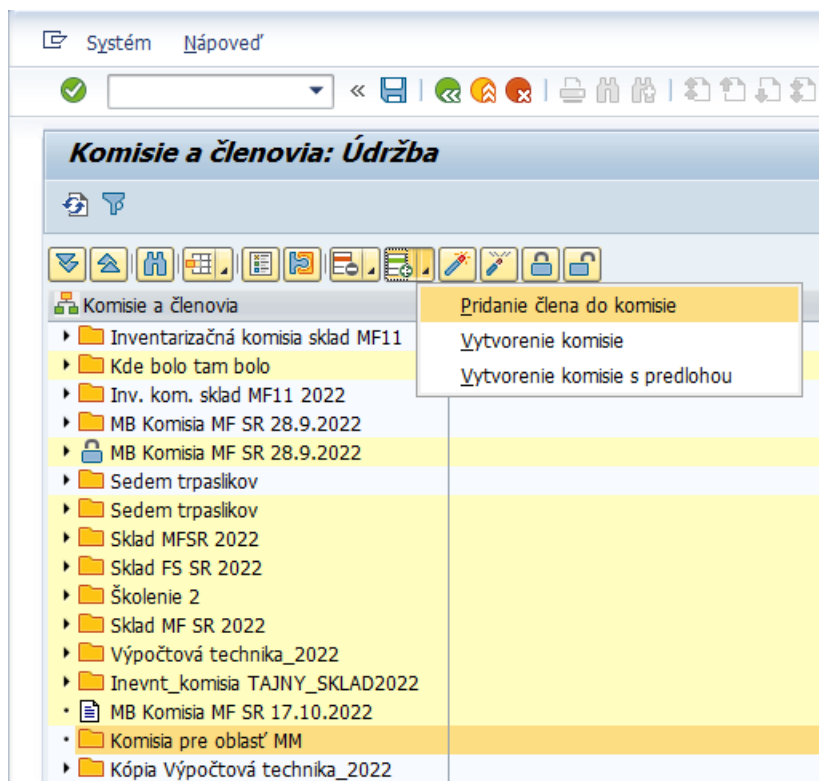 Systém Nápoveď
Komisie a členovia: Údržba
Komisie a členovia
Pridanie člena do komisie
Vytvorenie komisie
Vytvorenie komisie s predlohou
Inventarizačná komisia sklad MF11
Kde bolo tam bolo
Inv. kom. sklad MF11 2022
MB Komisia MF SR 28.9.2022
MB Komisia MF SR 28.9.2022
Sedem trpaslikov
Sedem trpaslikov
Sklad MFSR 2022
Sklad FS SR 2022
Školenie 2
Sklad MF SR 2022
Výpočtová technika_2022
Inevnt_komisia TAJNY_SKLAD2022
MB Komisia MF SR 17.10.2022
Komisia pre oblasť MM
Kópia Výpočtová technika_2022